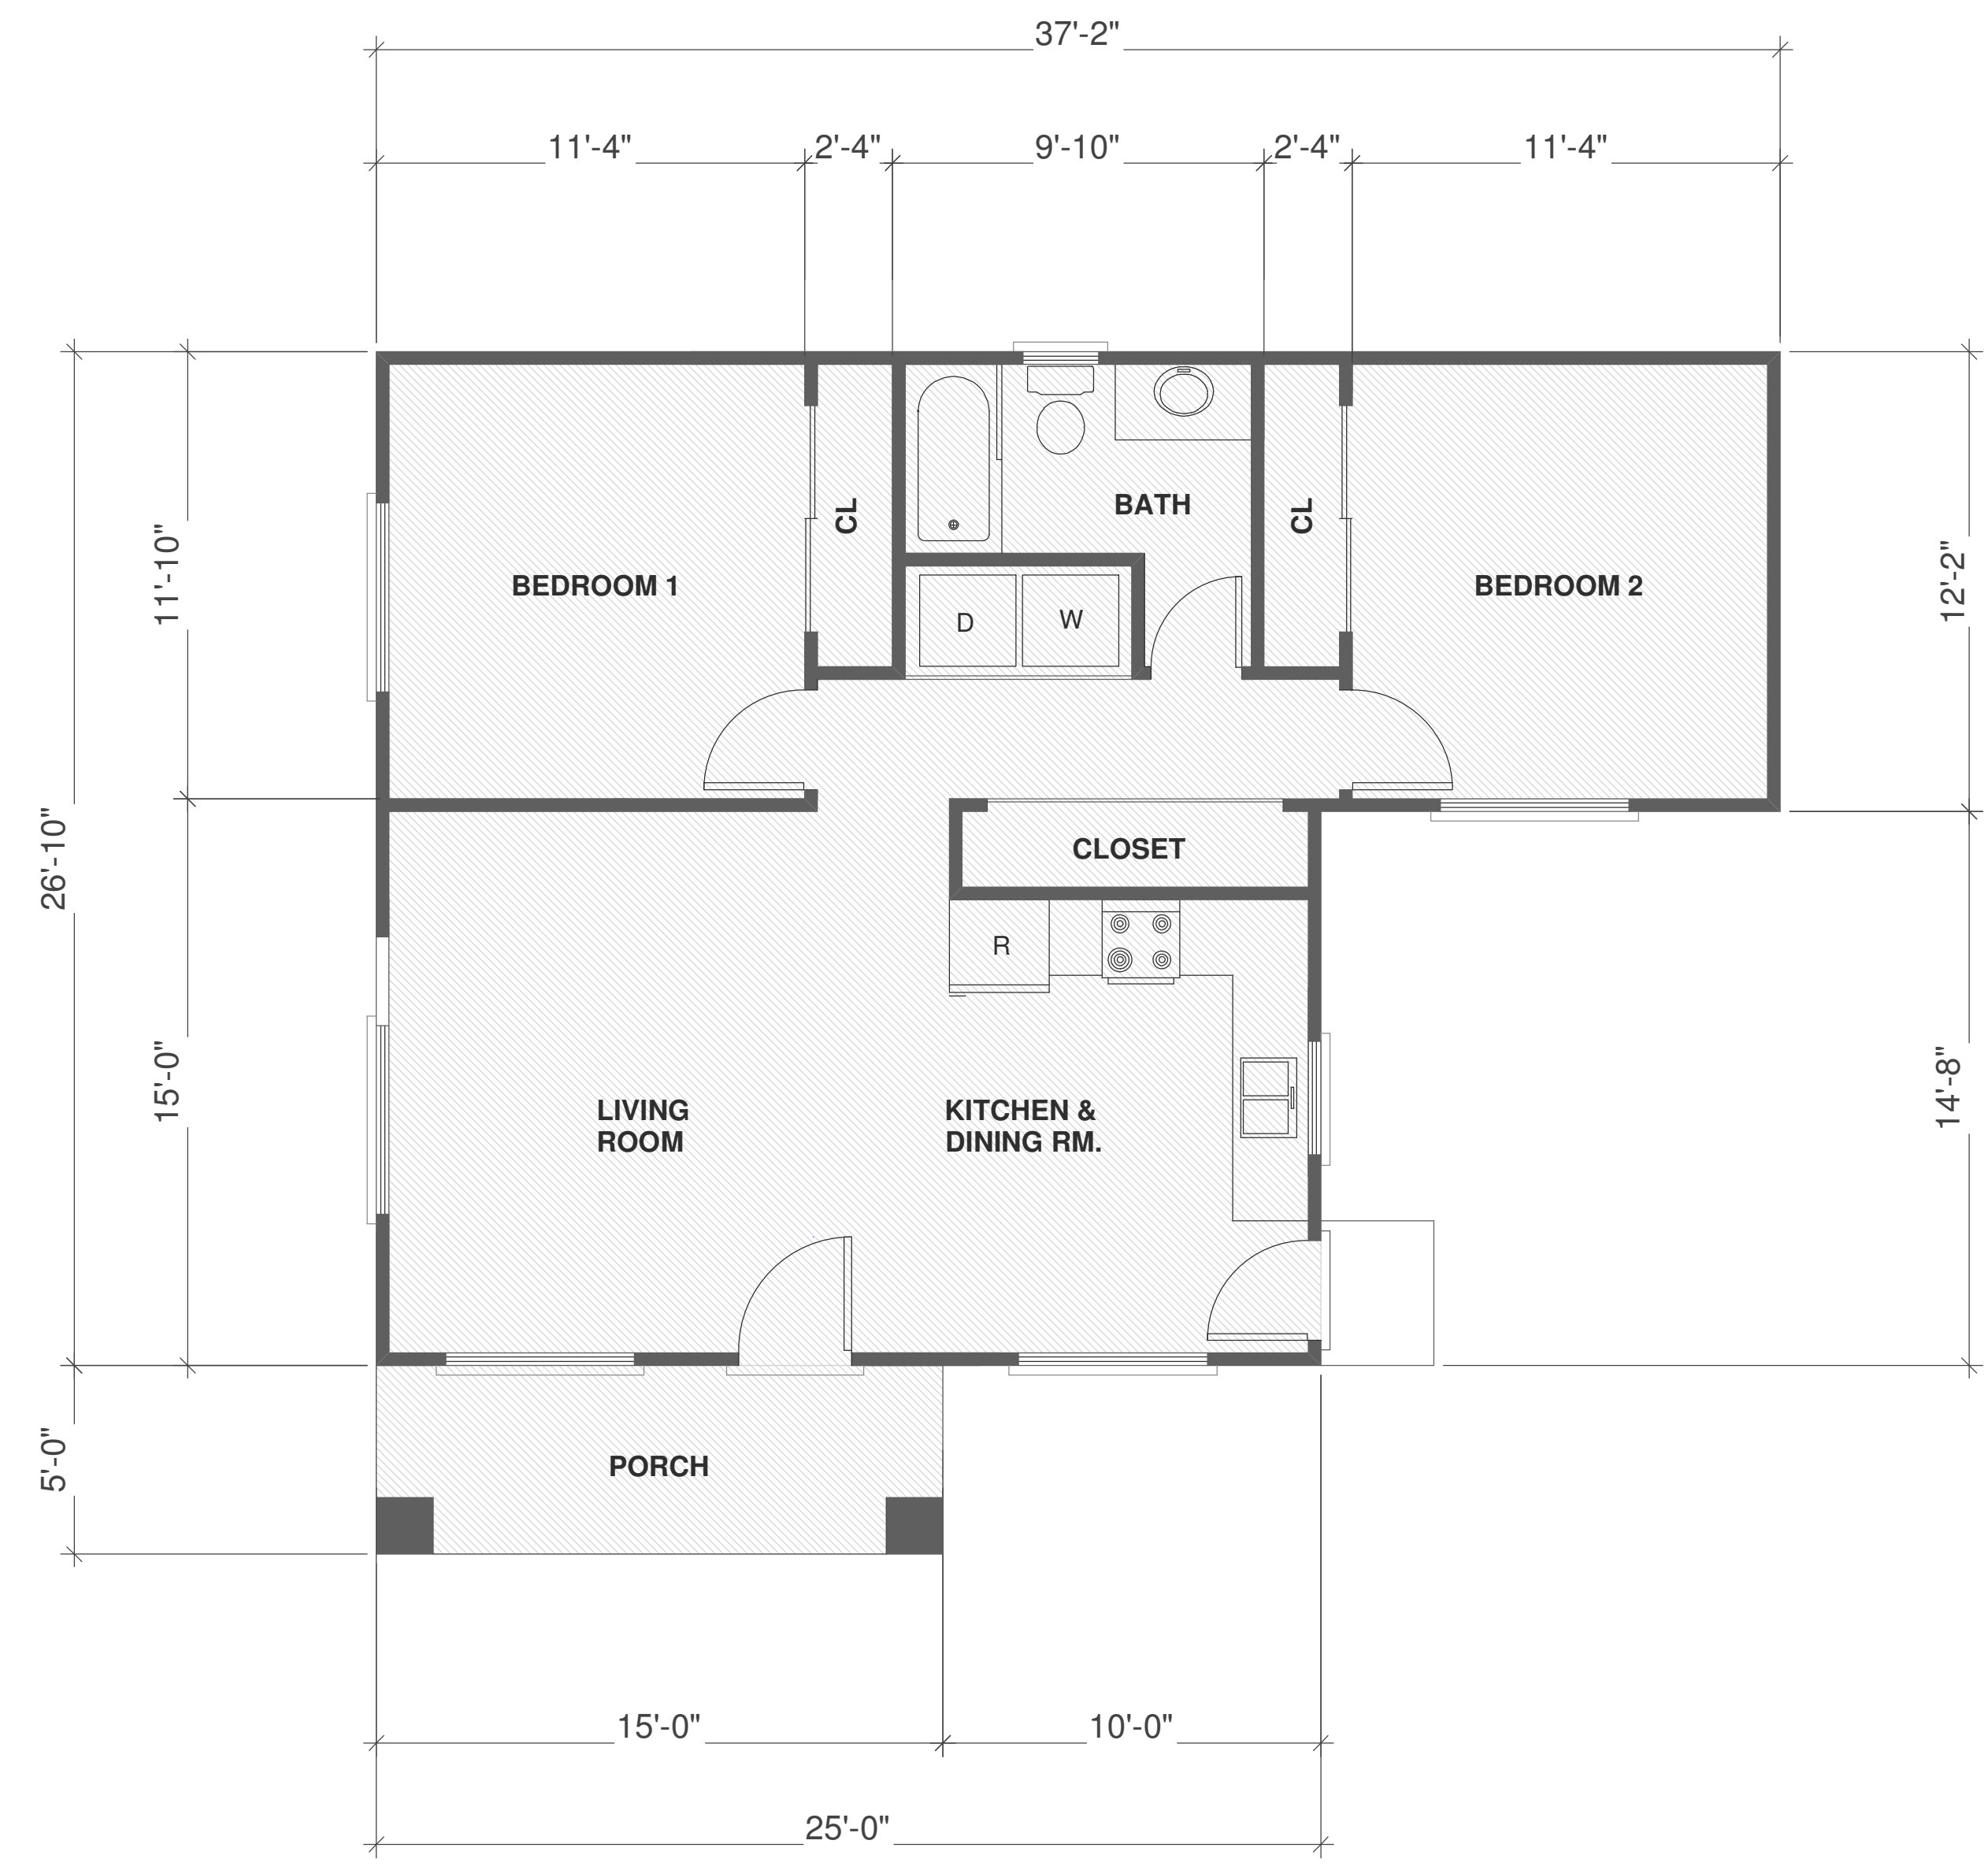 37'-2"
11'-4"
2'-4"
9'-10"
2'-4"
11'-4"
CL
BATH
CL
11'-10"
BEDROOM 1
BEDROOM 2
12'-2"
D
W
26'-10"
CLOSET
R
15'-0"
LIVING
ROOM
KITCHEN &
DINING RM.
14'-8"
5'-0"
PORCH
15'-0"
10'-0"
25'-0"